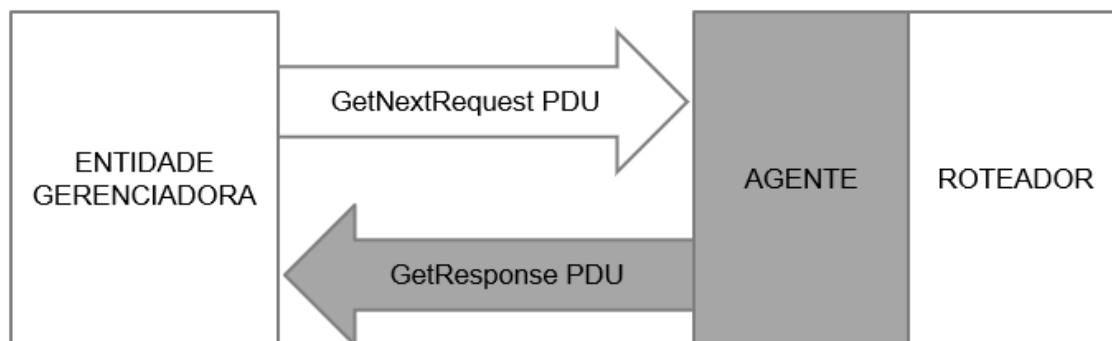 ENTIDADE
GERENCIADORA
GetNextRequest PDU
GetResponse PDU
AGENTE
ROTEADOR